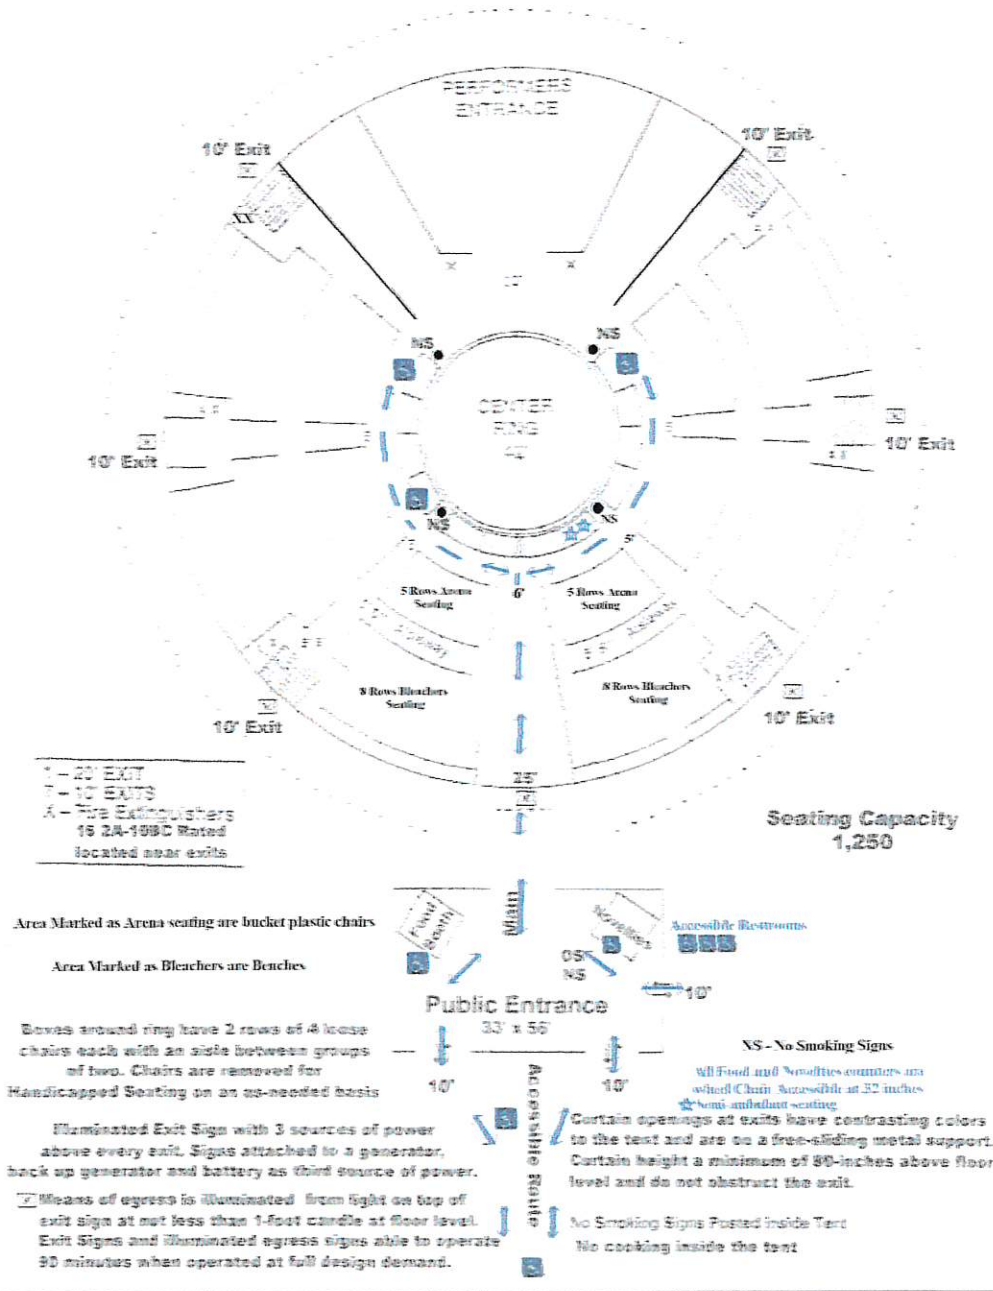 PERFORMERS
ENTRANCE
10' Exit
10' Exit
XX
X
X
NS
NS
CENTER
RING
10' Exit
10' Exit
NS
NS
5'
5 Rows Arena
Seating
6'
5 Rows Arena
Seating
8 Rows Bleachers
Seating
8 Rows Bleachers
Seating
10' Exit
10' Exit
25'
1 – 20' EXIT
7 – 10' EXITS
X – Fire Extinguishers
16 2A-10BC Rated
located near exits
Seating Capacity
1,250
Area Marked as Arena seating are bucket plastic chairs
Area Marked as Bleachers are Benches
Food
Booth
Main
Novelties
Accessible Restrooms
OS
NS
10'
Public Entrance
33' x 56'
10'
10'
Accessible Route
Boxes around ring have 2 rows of 4 loose
chairs each with an aisle between groups
of two. Chairs are removed for
Handicapped Seating on an as-needed basis
NS - No Smoking Signs
All Food and Novelties counters are
wheel Chair Accessible at 32 inches
Semi-ambulant seating
Illuminated Exit Sign with 3 sources of power
above every exit. Signs attached to a generator,
back up generator and battery as third source of power.
Curtain openings at exits have contrasting colors
to the tent and are on a free-sliding metal support.
Curtain height a minimum of 80-inches above floor
level and do not obstruct the exit.
Means of egress is illuminated from light on top of
exit sign at not less than 1-foot candle at floor level.
Exit Signs and illuminated egress signs able to operate
90 minutes when operated at full design demand.
No Smoking Signs Posted Inside Tent
No cooking inside the tent